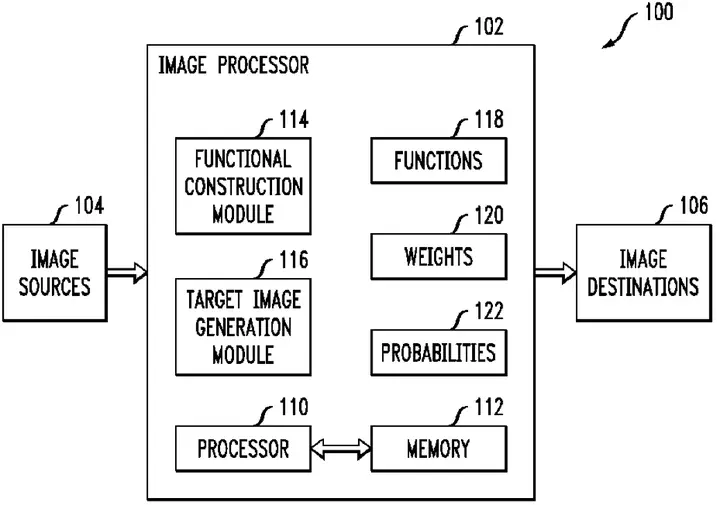 100
102
IMAGE PROCESSOR
114
FUNCTIONAL
CONSTRUCTION
MODULE
118
FUNCTIONS
104
IMAGE
SOURCES
120
WEIGHTS
106
IMAGE
DESTINATIONS
116
TARGET IMAGE
GENERATION
MODULE
122
PROBABILITIES
110
PROCESSOR
112
MEMORY